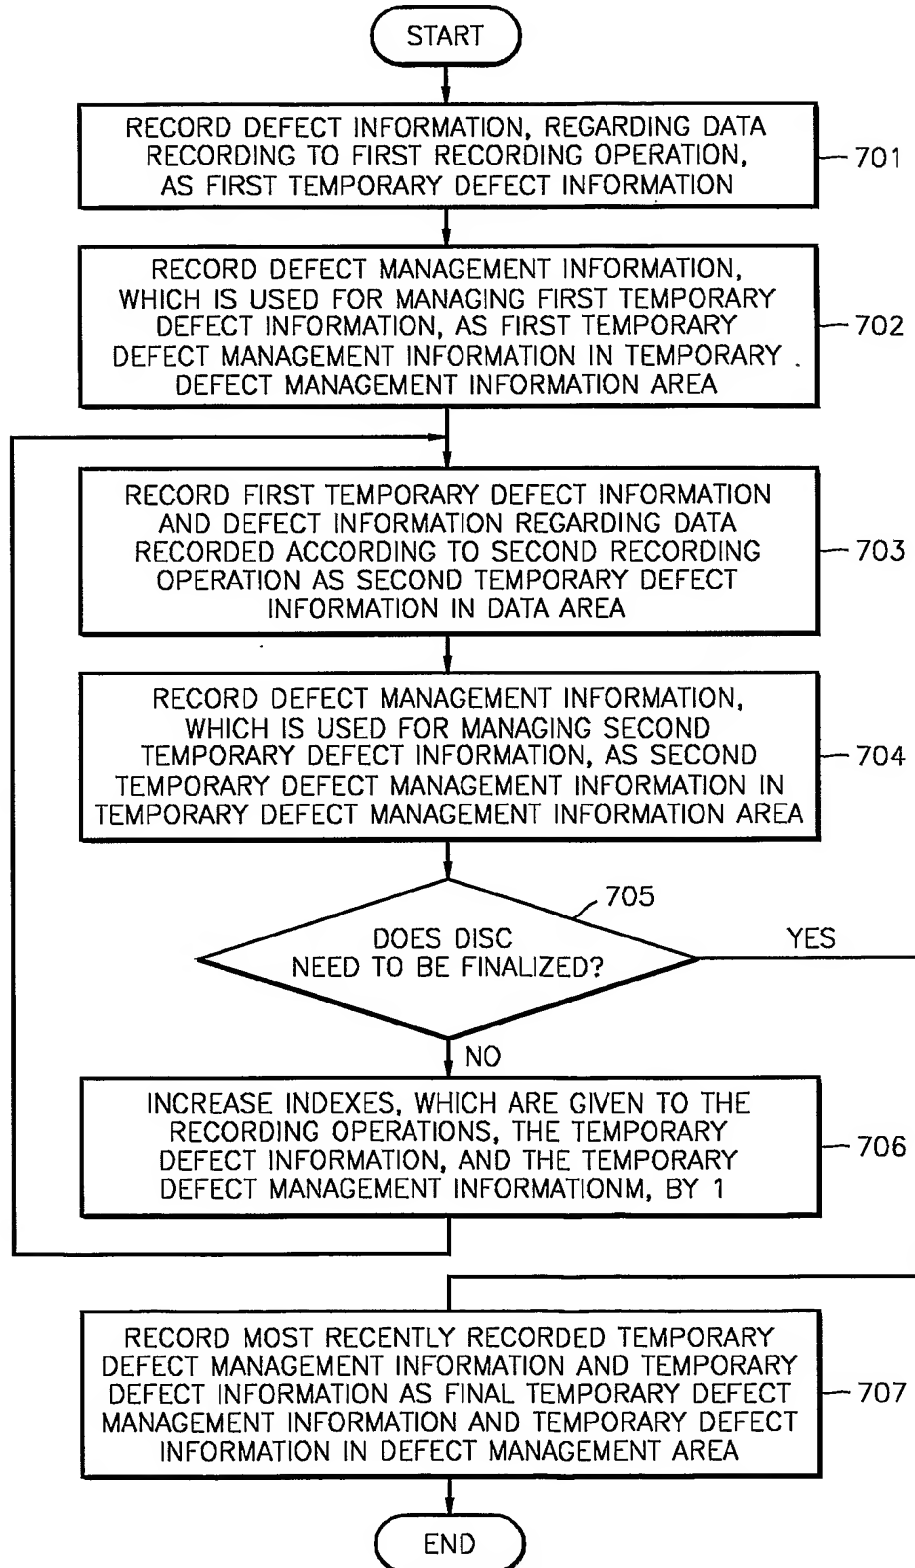 START
RECORD DEFECT INFORMATION, REGARDING DATA
RECORDING TO FIRST RECORDING OPERATION,
AS FIRST TEMPORARY DEFECT INFORMATION
701
RECORD DEFECT MANAGEMENT INFORMATION,
WHICH IS USED FOR MANAGING FIRST TEMPORARY
DEFECT INFORMATION, AS FIRST TEMPORARY
DEFECT MANAGEMENT INFORMATION IN TEMPORARY
DEFECT MANAGEMENT INFORMATION AREA
702
RECORD FIRST TEMPORARY DEFECT INFORMATION
AND DEFECT INFORMATION REGARDING DATA
RECORDED ACCORDING TO SECOND RECORDING
OPERATION AS SECOND TEMPORARY DEFECT
INFORMATION IN DATA AREA
703
RECORD DEFECT MANAGEMENT INFORMATION,
WHICH IS USED FOR MANAGING SECOND
TEMPORARY DEFECT INFORMATION, AS SECOND
TEMPORARY DEFECT MANAGEMENT INFORMATION IN
TEMPORARY DEFECT MANAGEMENT INFORMATION AREA
704
705
DOES DISC
NEED TO BE FINALIZED?
YES
NO
INCREASE INDEXES, WHICH ARE GIVEN TO THE
RECORDING OPERATIONS, THE TEMPORARY
DEFECT INFORMATION, AND THE TEMPORARY
DEFECT MANAGEMENT INFORMATIONM, BY 1
706
RECORD MOST RECENTLY RECORDED TEMPORARY
DEFECT MANAGEMENT INFORMATION AND TEMPORARY
DEFECT INFORMATION AS FINAL TEMPORARY DEFECT
MANAGEMENT INFORMATION AND TEMPORARY DEFECT
INFORMATION IN DEFECT MANAGEMENT AREA
707
END